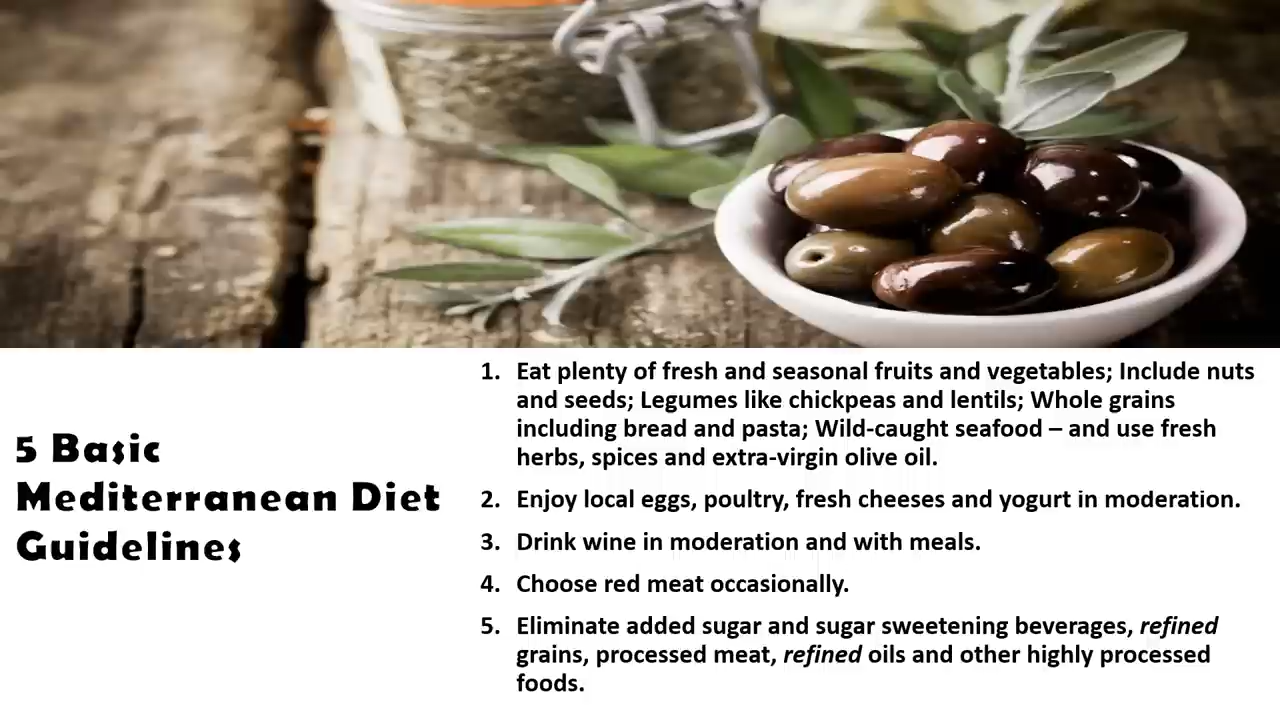 5 Basic
Mediterranean Diet
Guidelines
1. Eat plenty of fresh and seasonal fruits and vegetables; Include nuts
and seeds; Legumes like chickpeas and lentils; Whole grains
including bread and pasta; Wild-caught seafood – and use fresh
herbs, spices and extra-virgin olive oil.
2. Enjoy local eggs, poultry, fresh cheeses and yogurt in moderation.
3. Drink wine in moderation and with meals.
4. Choose red meat occasionally.
5. Eliminate added sugar and sugar sweetening beverages, refined
grains, processed meat, refined oils and other highly processed
foods.